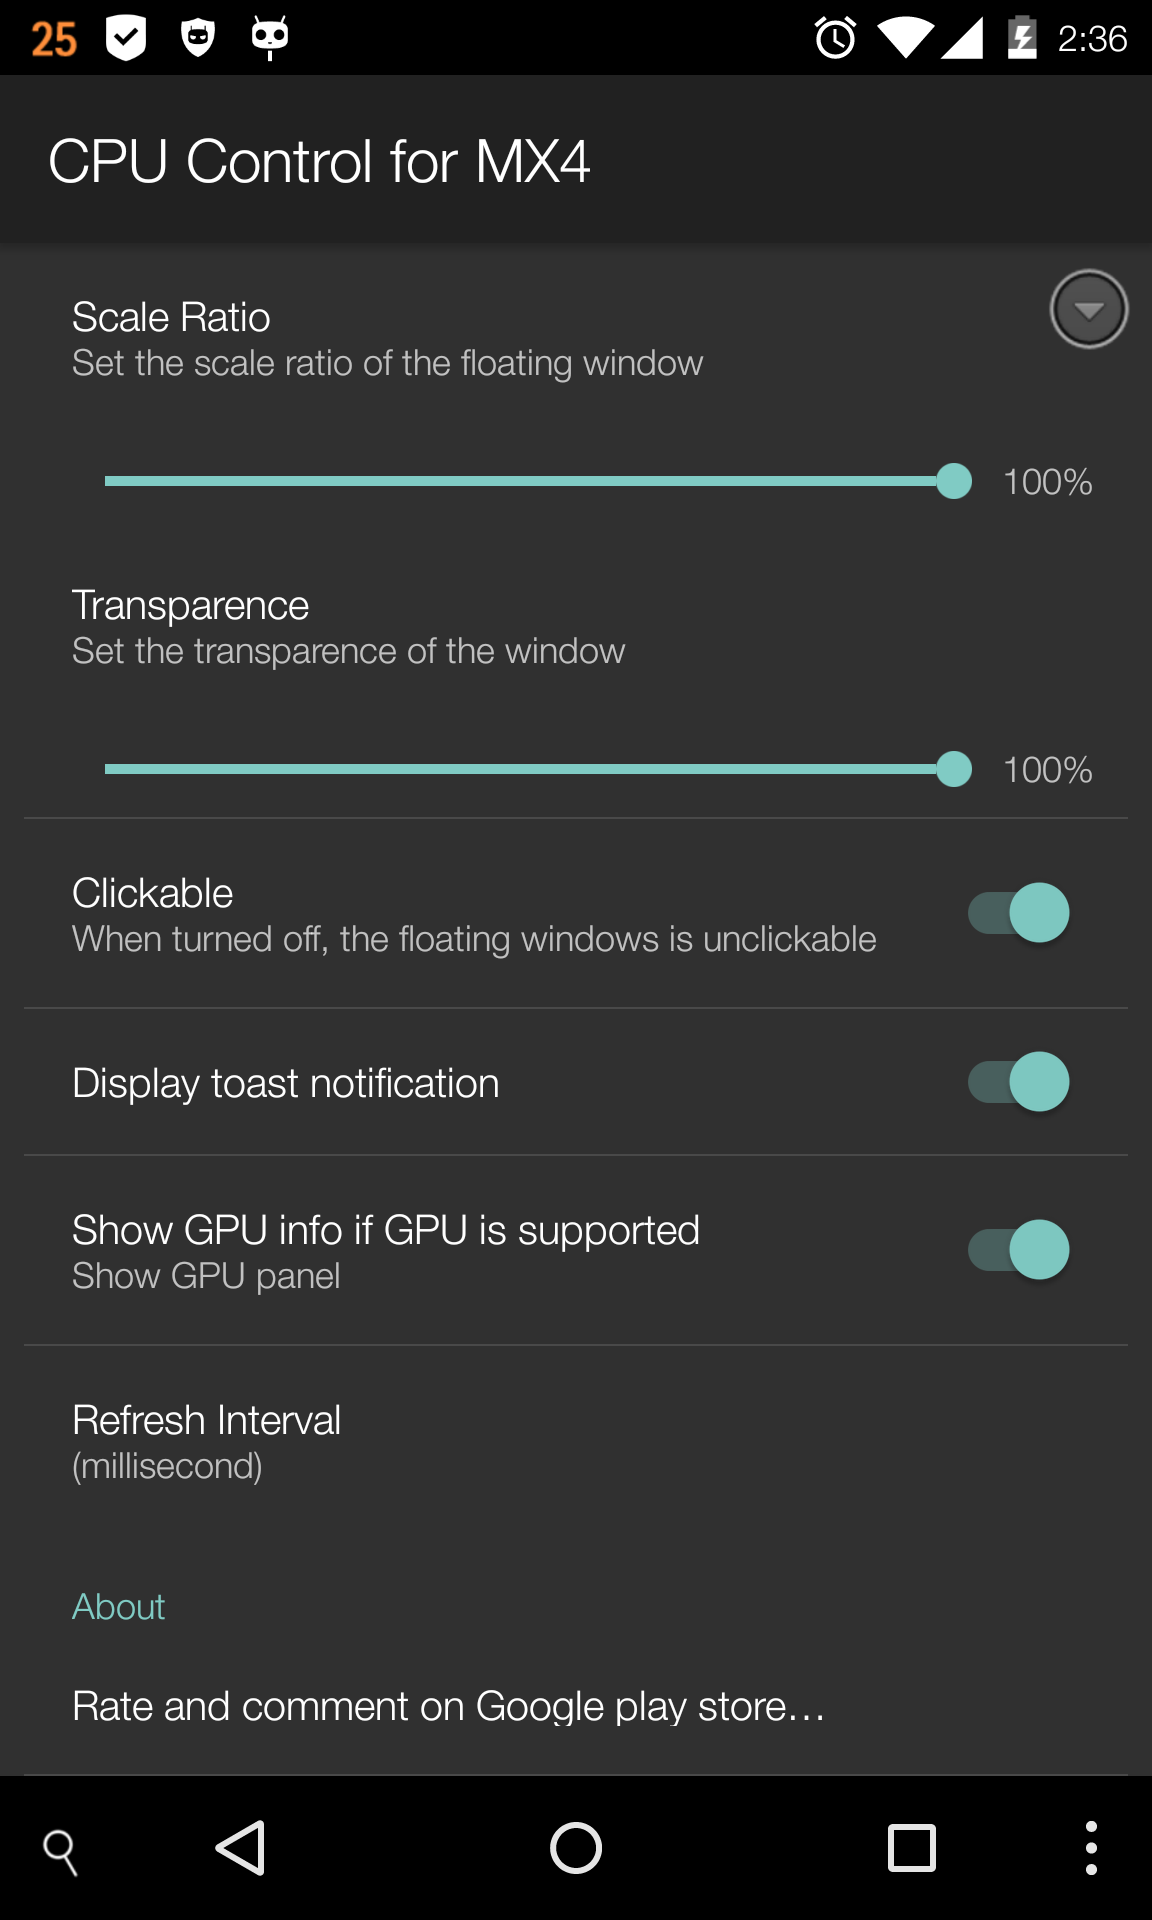 25
2:36
CPU Control for MX4
Scale Ratio
Set the scale ratio of the floating window
100%
Transparence
Set the transparence of the window
100%
Clickable
When turned off, the floating windows is unclickable
Display toast notification
Show GPU info if GPU is supported
Show GPU panel
Refresh Interval
(millisecond)
About
Rate and comment on Google play store...